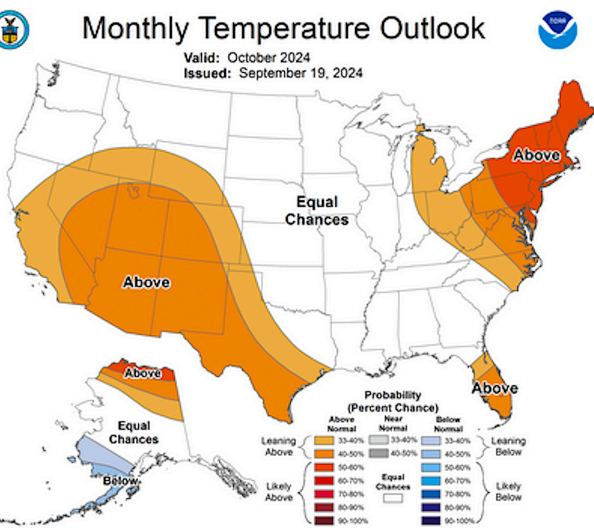 Monthly Temperature Outlook
Valid: October 2024
Issued: September 19, 2024
Above
Equal
Chances
Above
Above
Above
Equal
Chances
Below
Probability
(Percent Chance)
Above
Normal
Near
Normal
Below
Normal
Leaning
Above
33-40%
40-50%
33-40%
40-50%
33-40%
40-50%
Leaning
Below
Likely
Above
50-60%
60-70%
70-80%
80-90%
90-100%
Equal
Chances
50-60%
60-70%
70-80%
80-90%
90-100%
Likely
Below